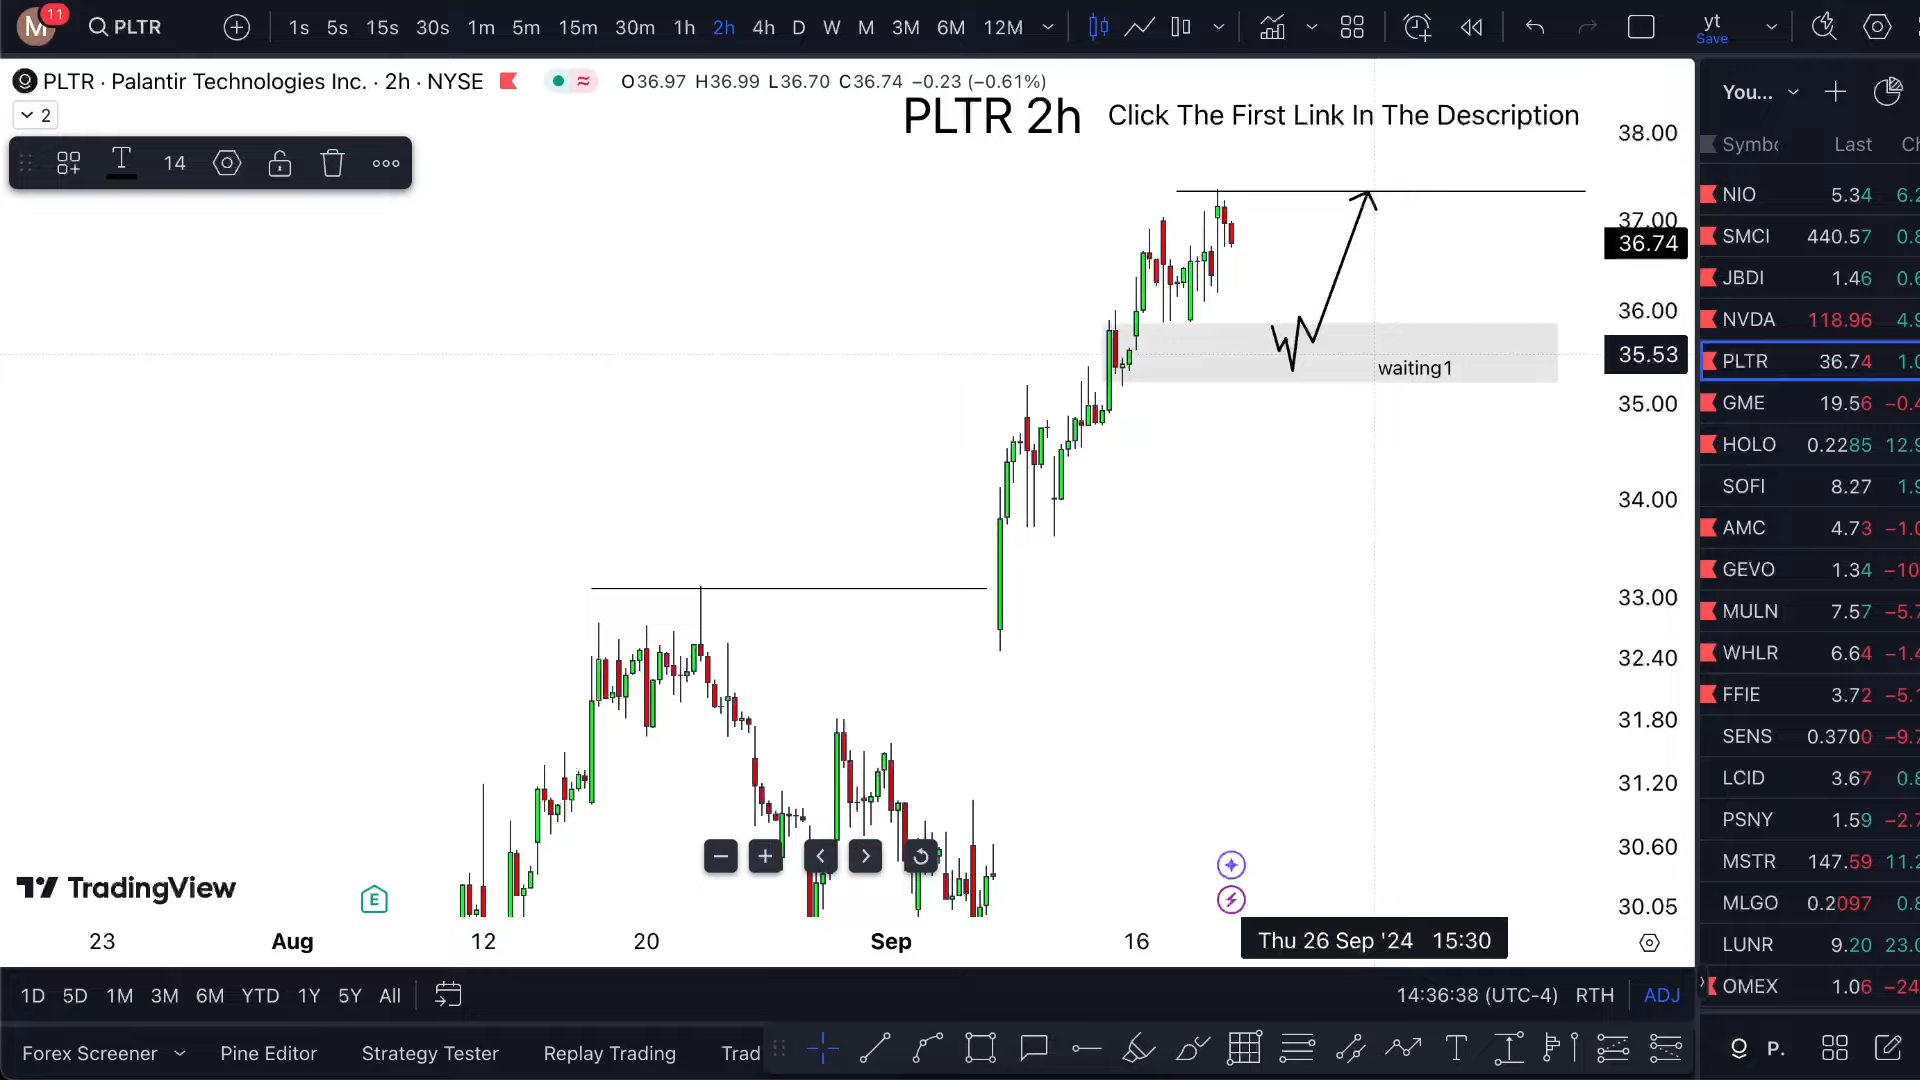 M 11 PLTR 1s 5s 15s 30s 1m 5m 15m 30m 1h 2h 4h D W M 3M 6M 12M yt Save
PLTR · Palantir Technologies Inc. · 2h · NYSE O36.97 H36.99 L36.70 C36.74 −0.23 (−0.61%)
2
PLTR 2h Click The First Link In The Description
14
38.00
37.00
36.74
36.00
35.53
35.00
34.00
33.00
32.40
31.80
31.20
30.60
30.05
waiting1
TradingView
E
23 Aug 12 20 Sep 16 Thu 26 Sep '24 15:30
You...
Last
NIO 5.34
SMCI 440.57
JBDI 1.46
NVDA 118.96
PLTR 36.74
GME 19.56
HOLO 0.2285
SOFI 8.27
AMC 4.73
GEVO 1.34
MULN 7.57
WHLR 6.64
FFIE 3.72
SENS 0.3700
LCID 3.67
PSNY 1.59
MSTR 147.59
MLGO 0.2097
LUNR 9.20
OMEX 1.06
1D 5D 1M 3M 6M YTD 1Y 5Y All 14:36:38 (UTC-4) RTH ADJ
Forex Screener Pine Editor Strategy Tester Replay Trading Trad T P.